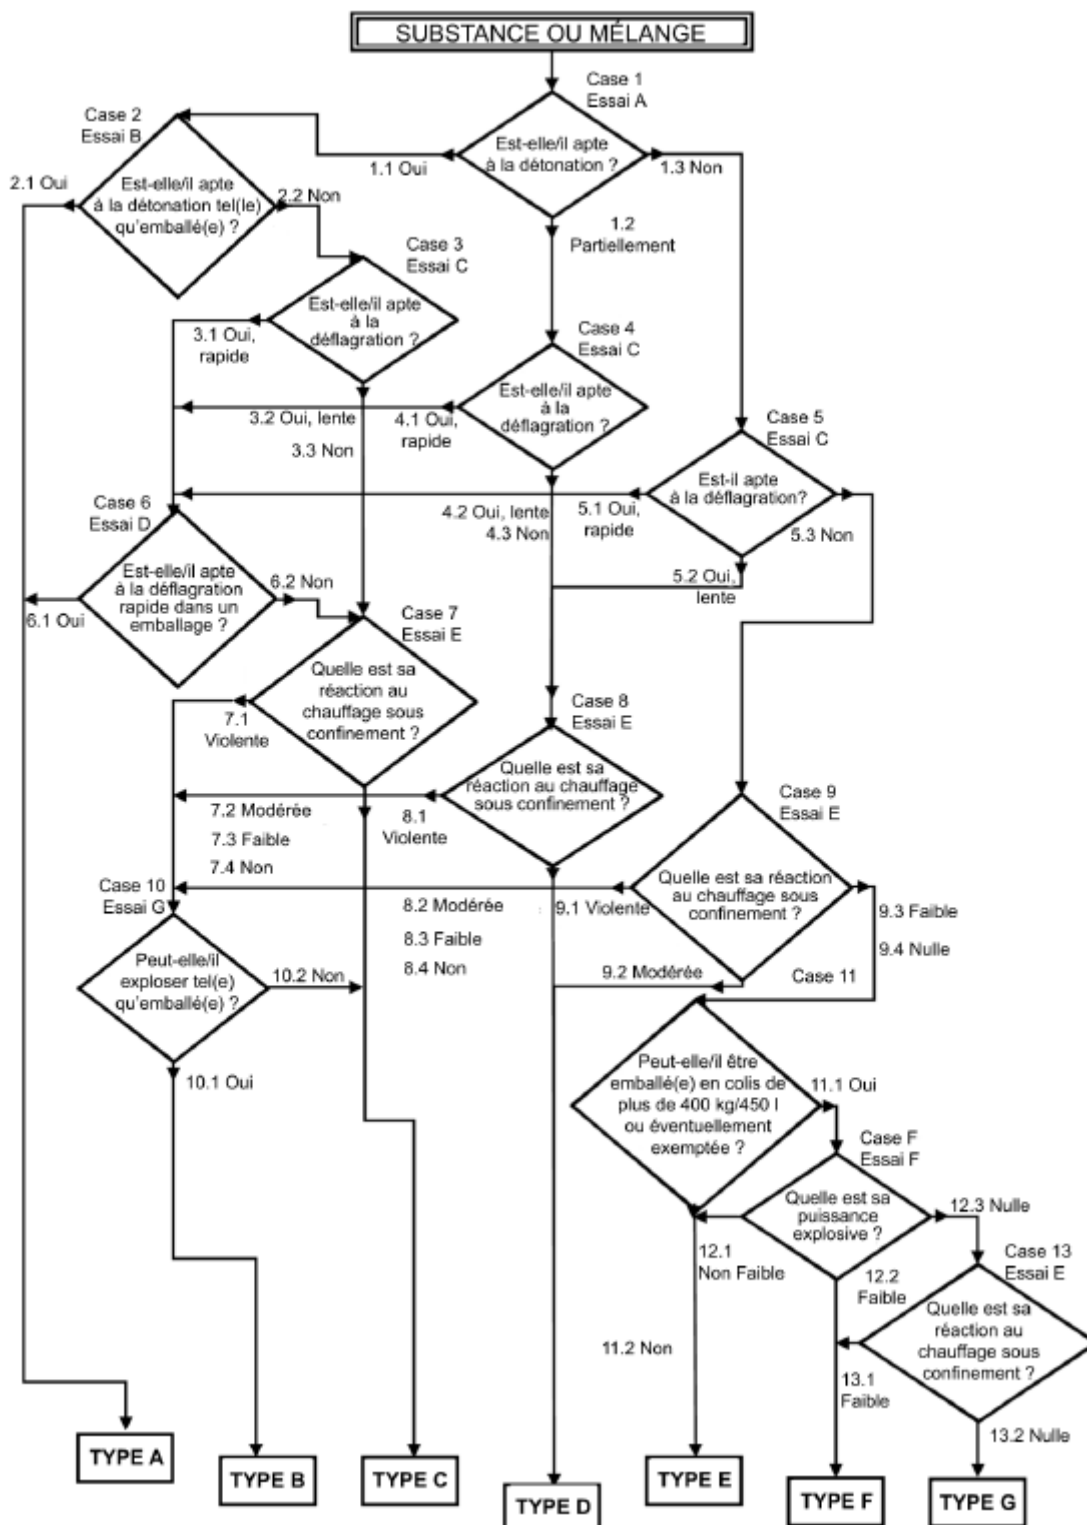 SUBSTANCE OU MÉLANGE
Case 1
Essai A
Est-elle/il apte
à la détonation ?
1.1 Oui
1.3 Non
1.2
Partiellement
Case 2
Essai B
Est-elle/il apte
à la détonation tel(le)
qu'emballé(e) ?
2.1 Oui
2.2 Non
Case 3
Essai C
Est-elle/il apte
à la
déflagration ?
3.1 Oui,
rapide
3.2 Oui, lente
3.3 Non
Case 4
Essai C
Est-elle/il apte
à la
déflagration ?
4.1 Oui,
rapide
4.2 Oui, lente
4.3 Non
Case 5
Essai C
Est-il apte
à la déflagration?
5.1 Oui,
rapide
5.3 Non
5.2 Oui,
lente
Case 6
Essai D
Est-elle/il apte
à la déflagration
rapide dans un
emballage ?
6.1 Oui
6.2 Non
Case 7
Essai E
Quelle est sa
réaction au
chauffage sous
confinement ?
7.1
Violente
7.2 Modérée
7.3 Faible
7.4 Non
Case 8
Essai E
Quelle est sa
réaction au chauffage
sous confinement ?
8.1
Violente
8.2 Modérée
8.3 Faible
8.4 Non
Case 9
Essai E
Quelle est sa réaction
au chauffage sous
confinement ?
9.1 Violente
9.2 Modérée
9.3 Faible
9.4 Nulle
Case 10
Essai G
Peut-elle/il
exploser tel(e)
qu'emballé(e) ?
10.2 Non
10.1 Oui
Case 11
Peut-elle/il être
emballé(e) en colis de
plus de 400 kg/450 l
ou éventuellement
exemptée ?
11.1 Oui
11.2 Non
Case F
Essai F
Quelle est sa
puissance
explosive ?
12.1
Non Faible
12.2
Faible
12.3 Nulle
Case 13
Essai E
Quelle est sa
réaction au
chauffage sous
confinement ?
13.1
Faible
13.2 Nulle
TYPE A
TYPE B
TYPE C
TYPE D
TYPE E
TYPE F
TYPE G